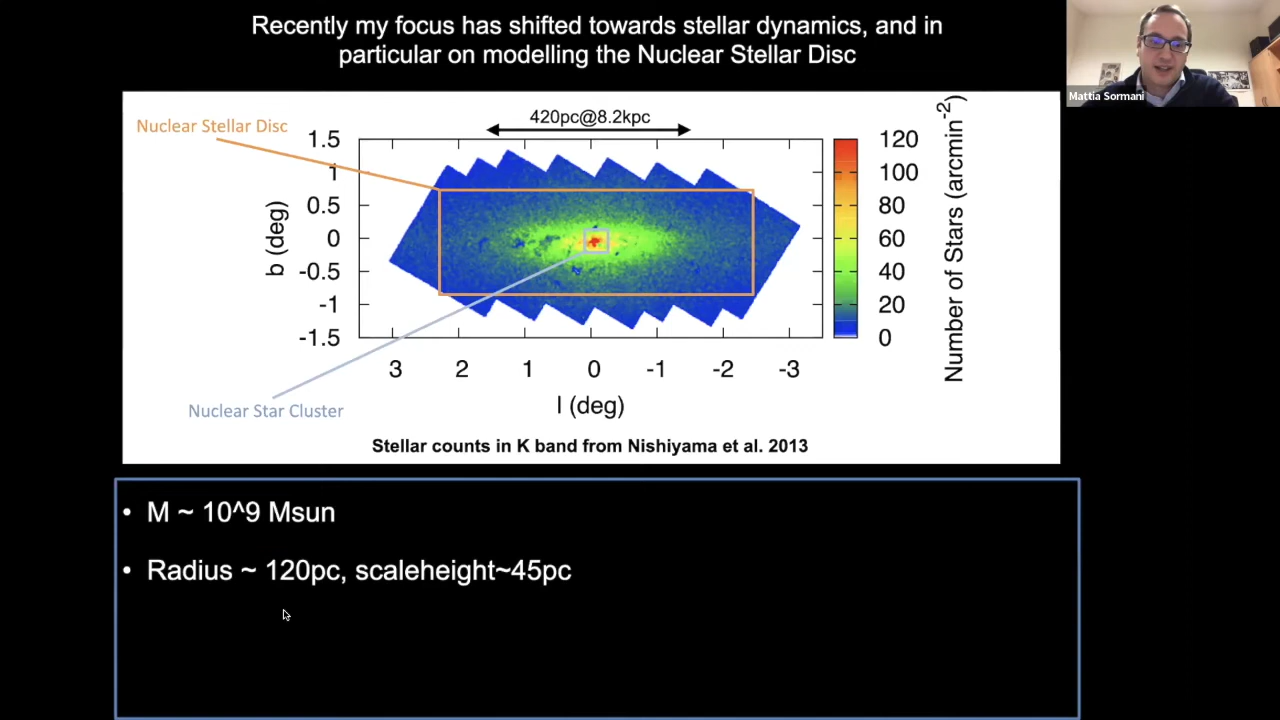 Recently my focus has shifted towards stellar dynamics, and in
particular on modelling the Nuclear Stellar Disc
Mattia Sormani
Nuclear Stellar Disc
420pc@8.2kpc
1.5
1
0.5
0
-0.5
-1
-1.5
b (deg)
3
2
1
0
-1
-2
-3
l (deg)
120
100
80
60
40
20
0
Number of Stars (arcmin⁻²)
Nuclear Star Cluster
Stellar counts in K band from Nishiyama et al. 2013
• M ~ 10^9 Msun
• Radius ~ 120pc, scaleheight~45pc